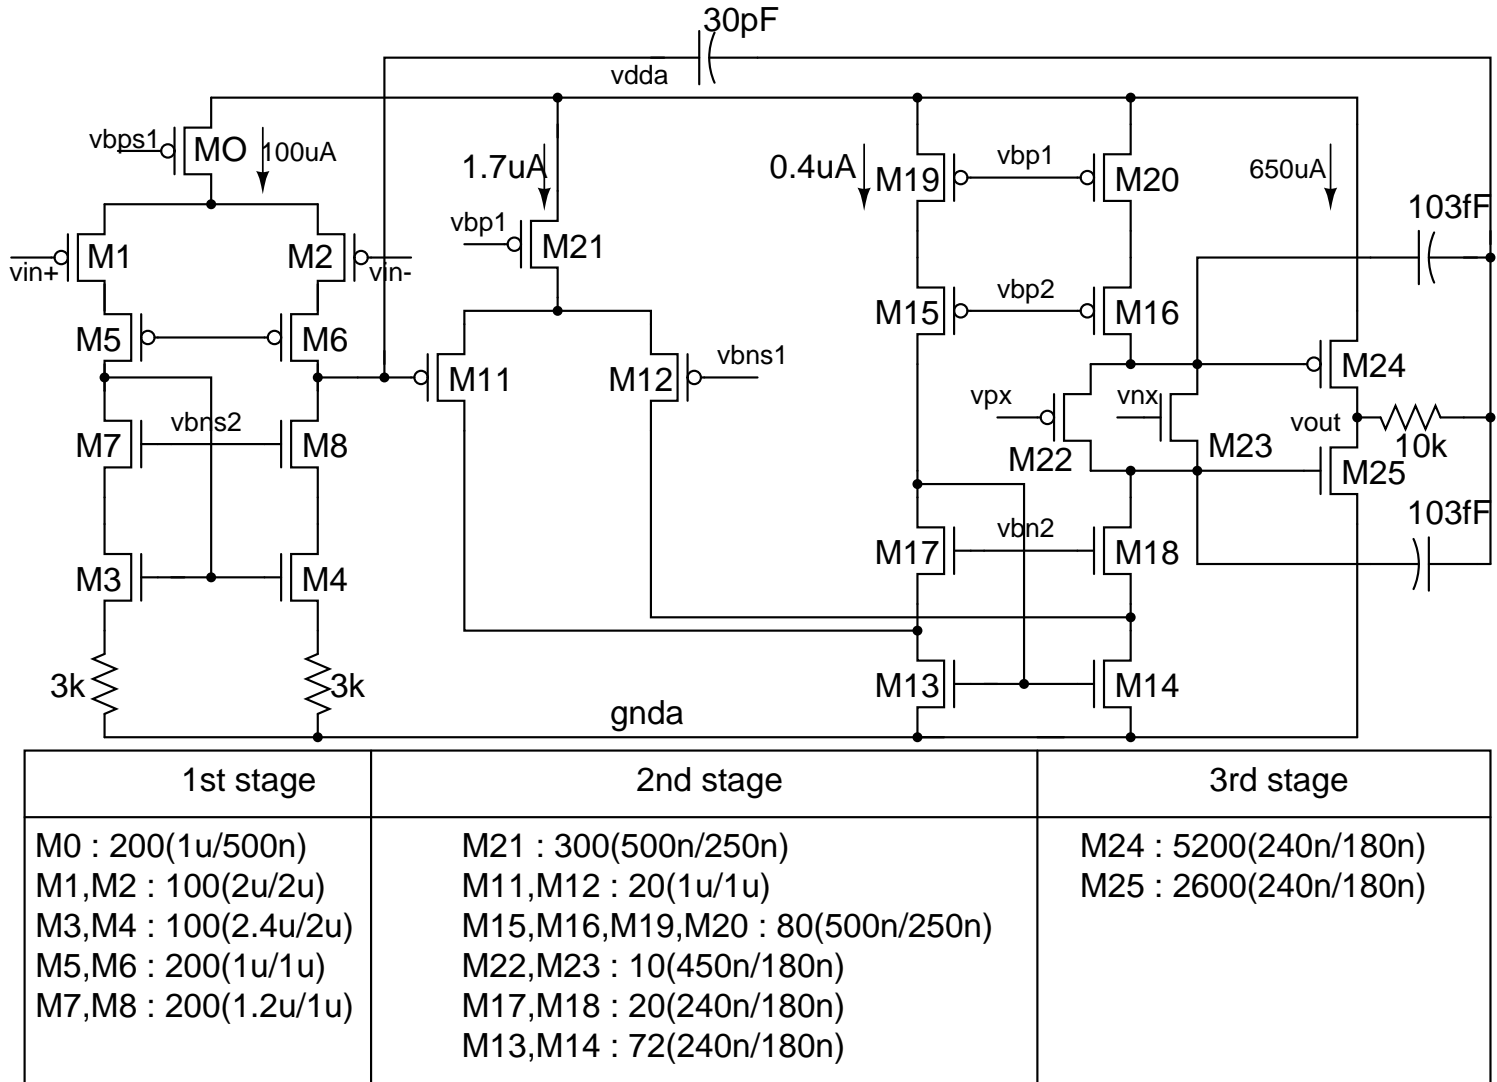 30pF
vdda
vbps1
MO
100uA
1.7uA
0.4uA
M19
vbp1
M20
650uA
103fF
vbp1
M21
vin+
M1
M2
vin-
M5
M6
M15
vbp2
M16
M11
M12
vbns1
M24
vpx
vnx
vout
10k
M7
vbns2
M8
M22
M23
M25
103fF
M17
vbn2
M18
M3
M4
3k
3k
M13
M14
gnda
1st stage
2nd stage
3rd stage
M0 : 200(1u/500n)
M1,M2 : 100(2u/2u)
M3,M4 : 100(2.4u/2u)
M5,M6 : 200(1u/1u)
M7,M8 : 200(1.2u/1u)
M21 : 300(500n/250n)
M11,M12 : 20(1u/1u)
M15,M16,M19,M20 : 80(500n/250n)
M22,M23 : 10(450n/180n)
M17,M18 : 20(240n/180n)
M13,M14 : 72(240n/180n)
M24 : 5200(240n/180n)
M25 : 2600(240n/180n)